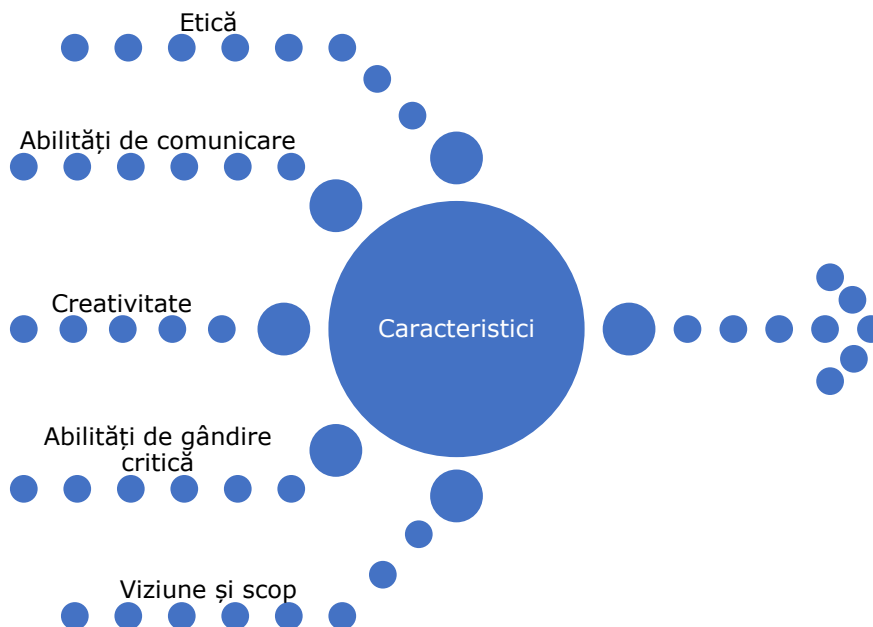 Etică
Abilități de comunicare
Creativitate
Caracteristici
Abilități de gândire
critică
Viziune și scop